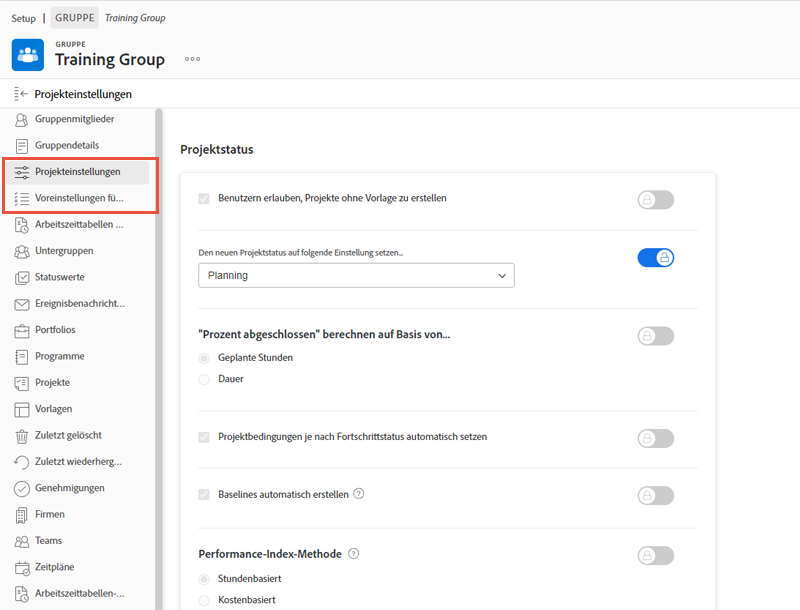 Setup | GRUPPE Training Group
GRUPPE
Training Group
Projekteinstellungen
Gruppenmitglieder
Gruppendetails
Projekteinstellungen
Voreinstellungen fü...
Arbeitszeittabellen ...
Untergruppen
Statuswerte
Ereignisbenachricht...
Portfolios
Programme
Projekte
Vorlagen
Zuletzt gelöscht
Zuletzt wiederherg...
Genehmigungen
Firmen
Teams
Zeitpläne
Arbeitszeittabellen-...
Projektstatus
Benutzern erlauben, Projekte ohne Vorlage zu erstellen
Den neuen Projektstatus auf folgende Einstellung setzen...
Planning
"Prozent abgeschlossen" berechnen auf Basis von...
Geplante Stunden
Dauer
Projektbedingungen je nach Fortschrittstatus automatisch setzen
Baselines automatisch erstellen
Performance-Index-Methode
Stundenbasiert
Kostenbasiert